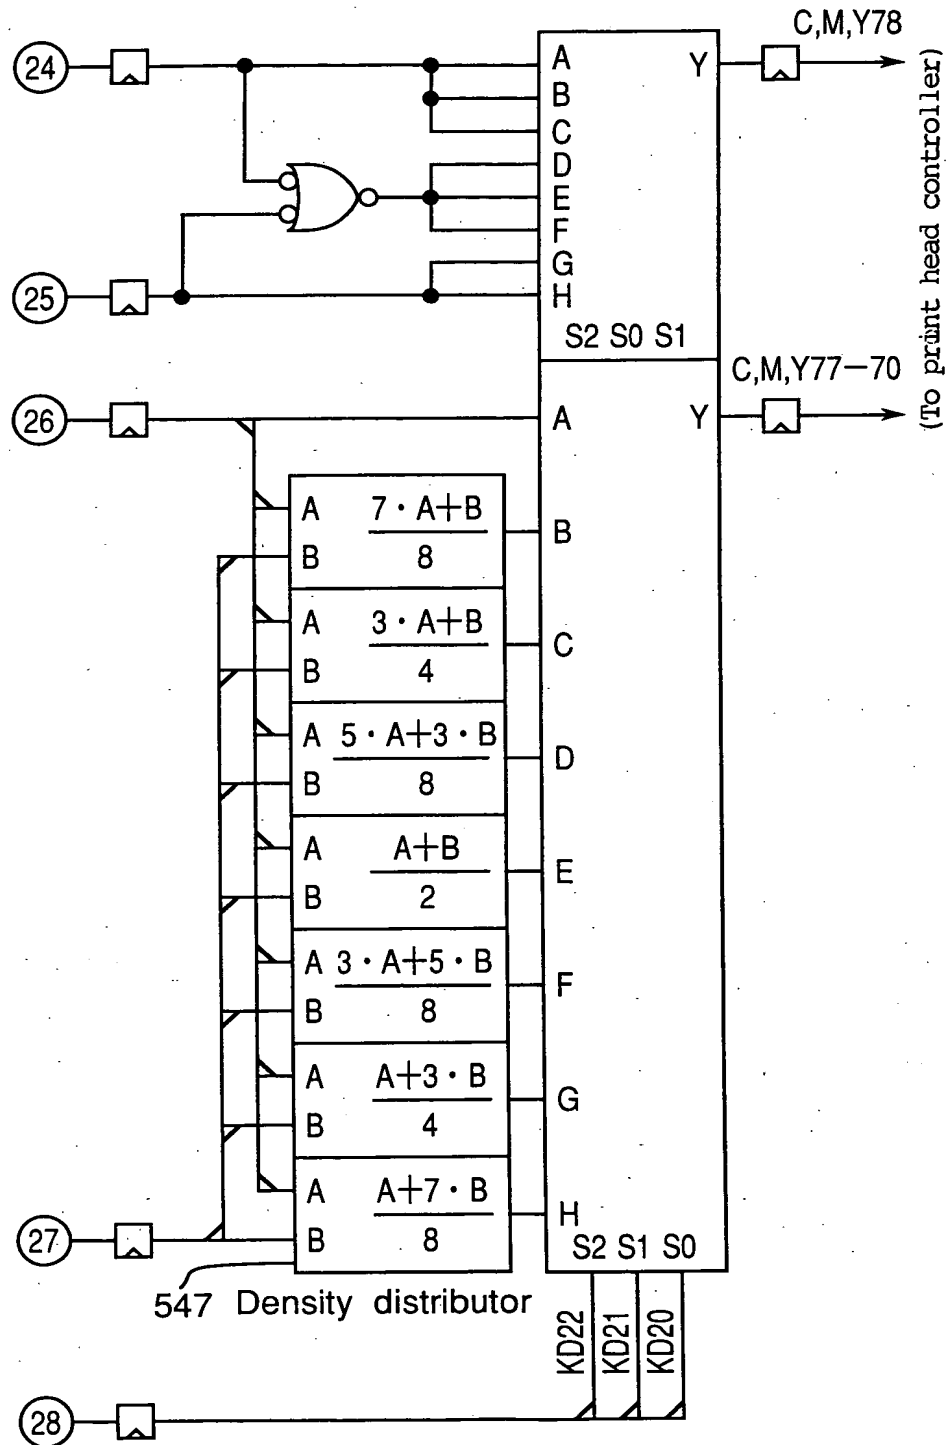 C,M,Y78
24
A
Y
B
C
D
E
F
G
25
H
S2 S0 S1
(To print head controller)
C,M,Y77-70
26
A
Y
A 7・A+B
B 8
B
A 3・A+B
B 4
C
A 5・A+3・B
B 8
D
A A+B
B 2
E
A 3・A+5・B
B 8
F
A A+3・B
B 4
G
A A+7・B
B 8
H
27
S2 S1 S0
547 Density distributor
KD22
KD21
KD20
28